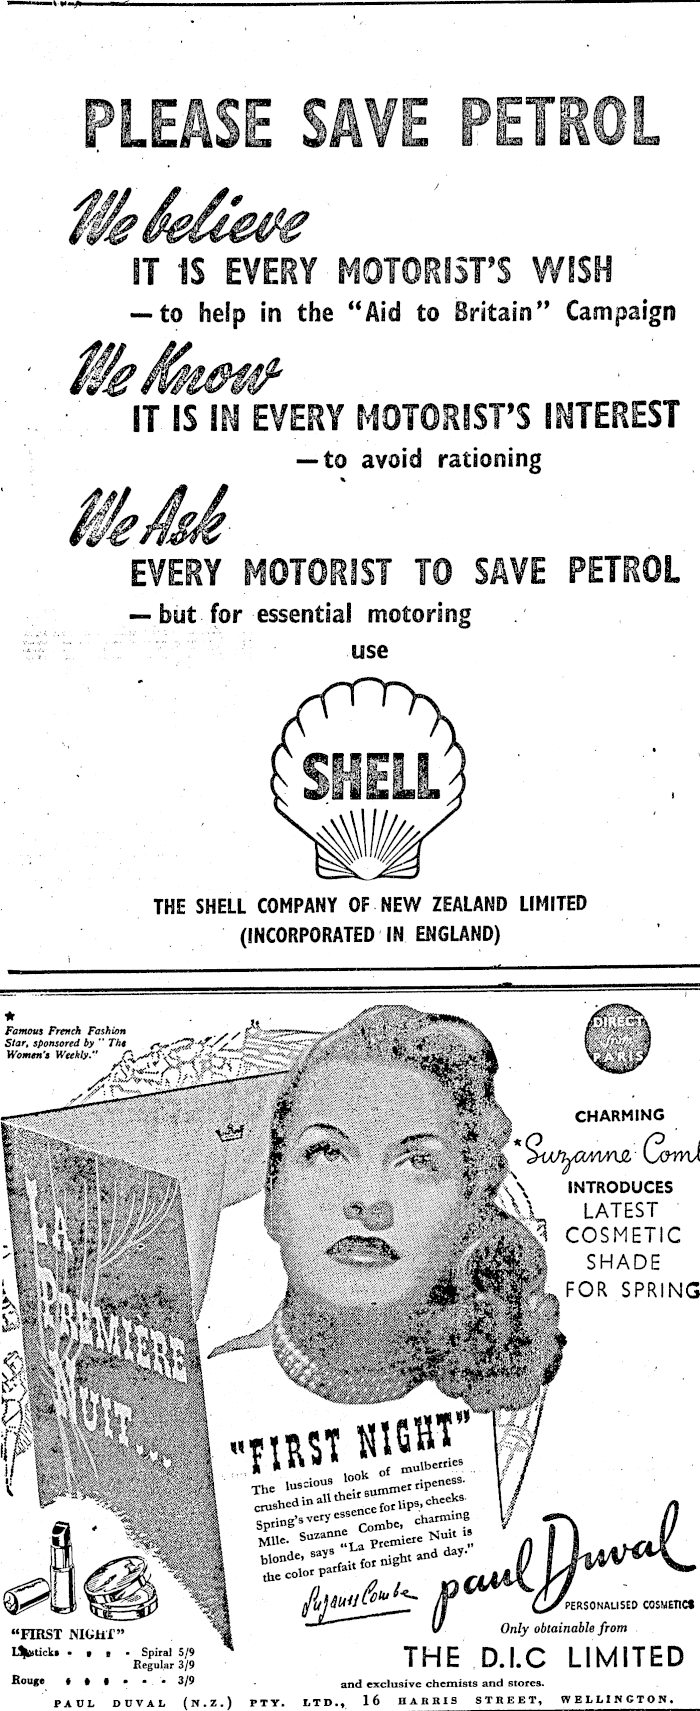 PLEASE SAVE PETROL
We believe
IT IS EVERY MOTORIST'S WISH
—to help in the “Aid to Britain” Campaign
We Know
IT IS IN EVERY MOTORIST'S INTEREST
—to avoid rationing
We Ask
EVERY MOTORIST TO SAVE PETROL
—but for essential motoring
use
SHELL
THE SHELL COMPANY OF NEW ZEALAND LIMITED
(INCORPORATED IN ENGLAND)
★
Famous French Fashion
Star, sponsored by "The
Women's Weekly."
DIRECT
from
PARIS
CHARMING
*Suzanne Comb
INTRODUCES
LATEST
COSMETIC
SHADE
FOR SPRING
LA
PREMIERE
NUIT...
"FIRST NIGHT"
The luscious look of mulberries
crushed in all their summer ripeness.
Spring's very essence for lips, cheeks.
Mlle. Suzanne Combe, charming
blonde, says "La Premiere Nuit is
the color parfait for night and day."
Suzanne Combe
paul Duval
PERSONALISED COSMETICS
"FIRST NIGHT"
Lipsticks - - - - Spiral 5/9
Regular 3/9
Rouge - - - - - - 3/9
Only obtainable from
THE D.I.C LIMITED
and exclusive chemists and stores.
PAUL DUVAL (N.Z.) PTY. LTD., 16 HARRIS STREET, WELLINGTON.